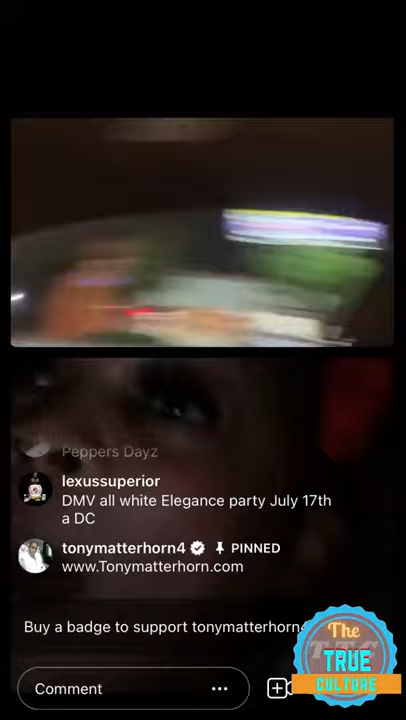 Peppers Dayz
lexussuperior
DMV all white Elegance party July 17th
a DC
tonymatterhorn4 PINNED
www.Tonymatterhorn.com
Buy a badge to support tonymatterhorn4
Comment
The
TRUE
CULTURE